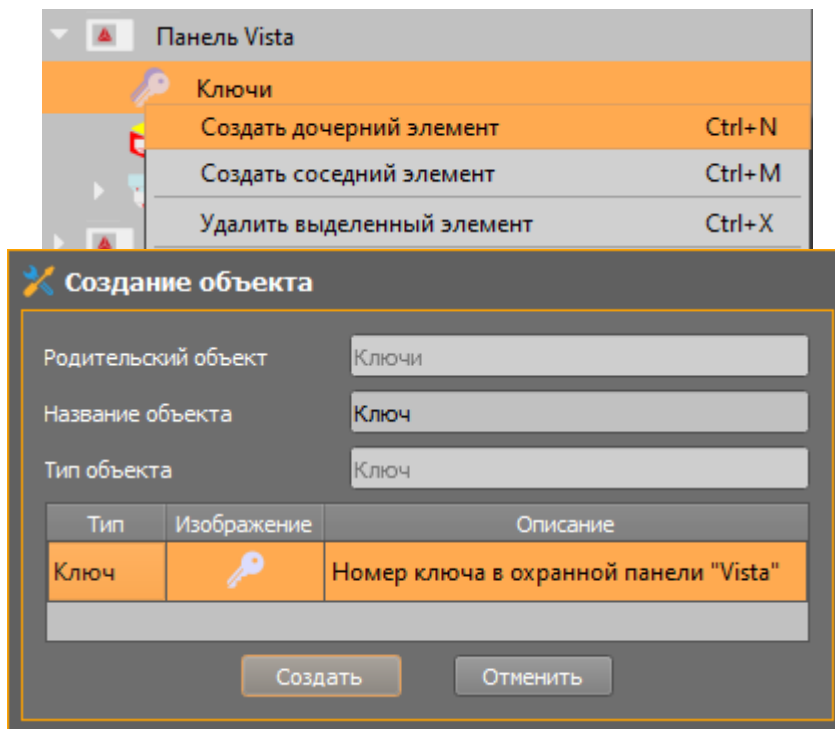 Панель Vista
Ключи
Создать дочерний элемент Ctrl+N
Создать соседний элемент Ctrl+M
Удалить выделенный элемент Ctrl+X
Создание объекта
Родительский объект Ключи
Название объекта Ключ
Тип объекта Ключ
Тип Изображение Описание
Ключ Номер ключа в охранной панели "Vista"
Создать Отменить